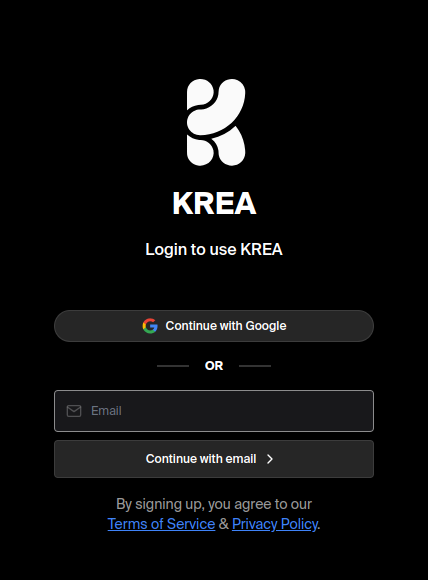 KREA
Login to use KREA
Continue with Google
OR
Email
Continue with email
By signing up, you agree to our
Terms of Service & Privacy Policy.